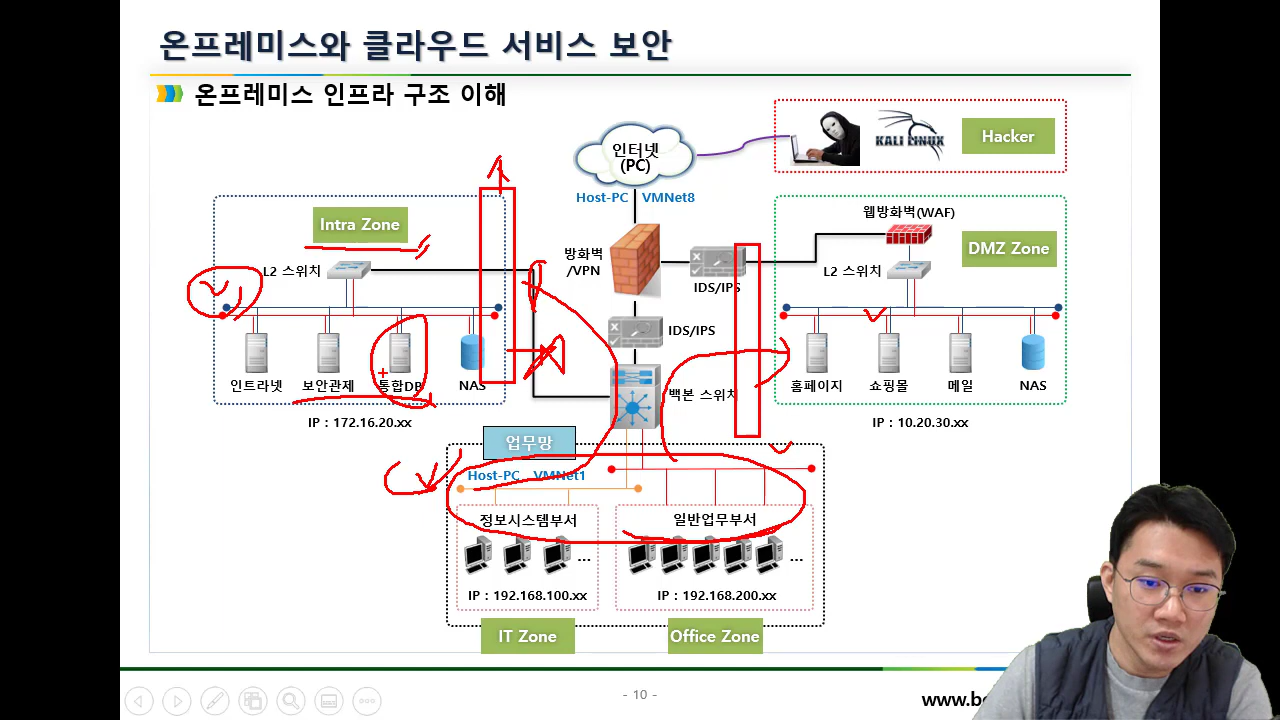 온프레미스와 클라우드 서비스 보안
온프레미스 인프라 구조 이해
인터넷
(PC)
KALI LINUX
Hacker
Host-PC VMNet8
Intra Zone
L2 스위치
방화벽
/VPN
IDS/IPS
웹방화벽(WAF)
DMZ Zone
L2 스위치
IDS/IPS
인트라넷
보안관제
통합DB
NAS
백본 스위치
홈페이지
쇼핑몰
메일
NAS
IP : 172.16.20.xx
IP : 10.20.30.xx
업무망
Host-PC VMNet1
정보시스템부서
일반업무부서
...
...
IP : 192.168.100.xx
IP : 192.168.200.xx
IT Zone
Office Zone
- 10 -